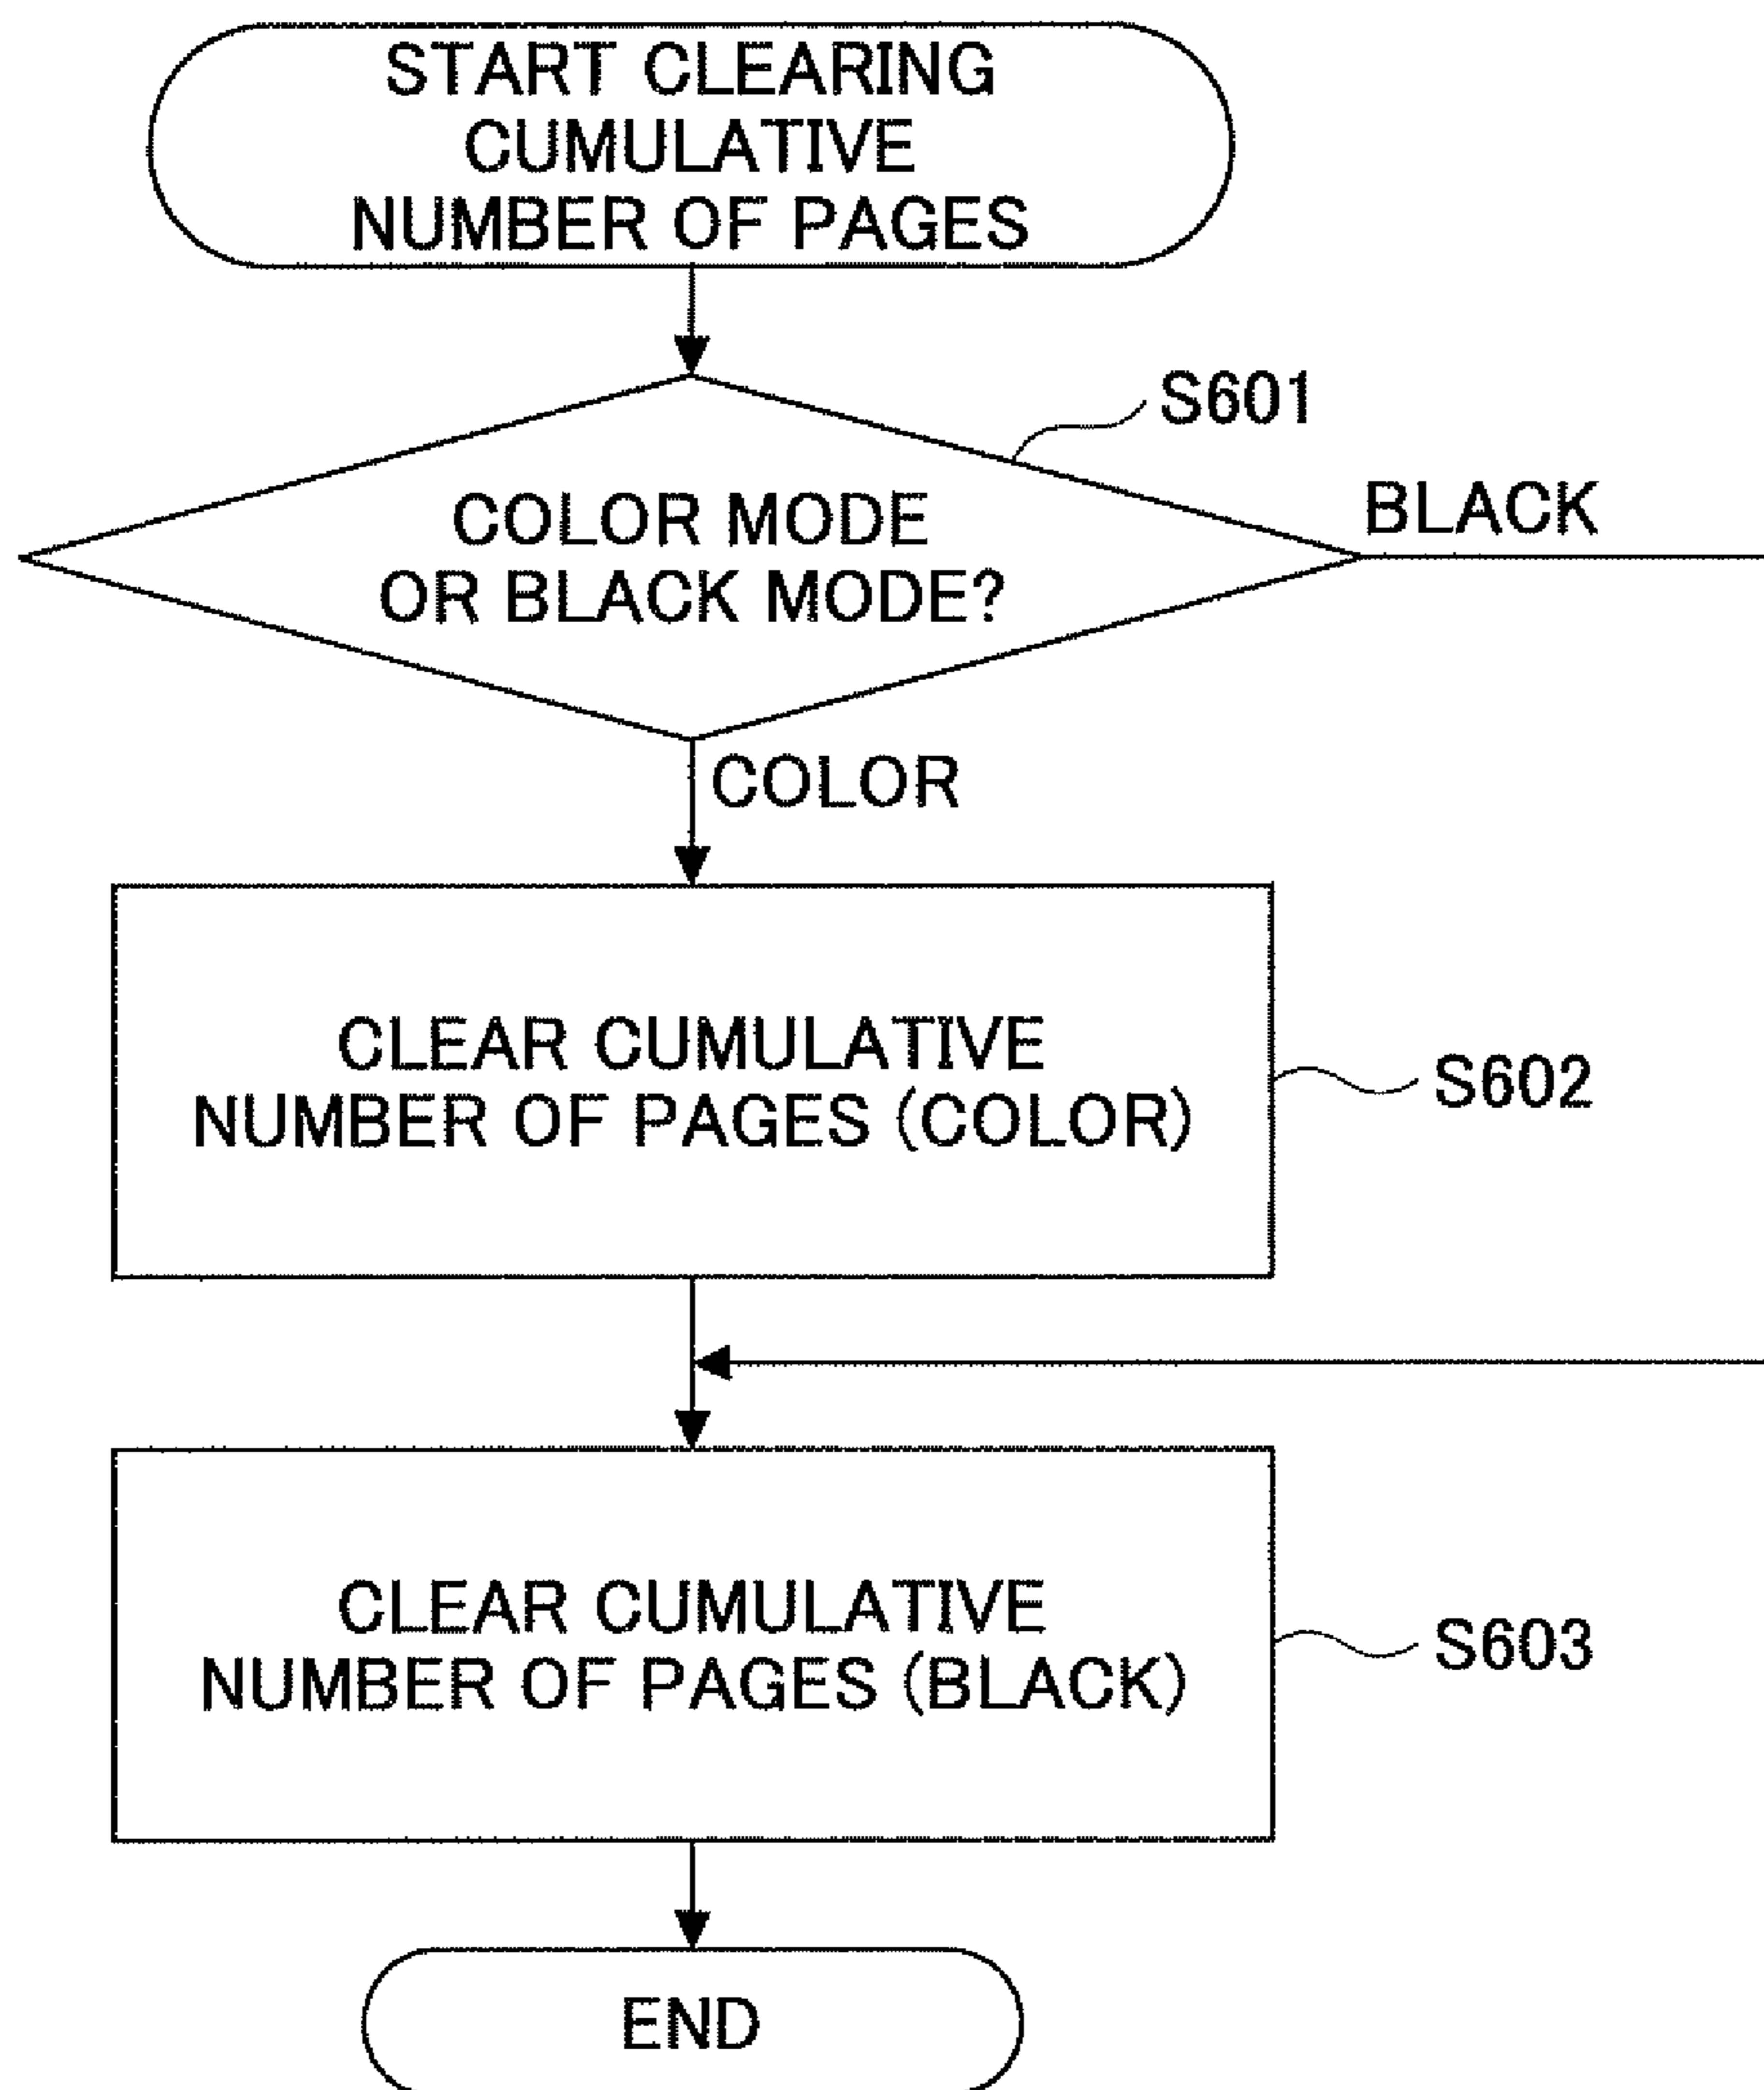 START CLEARING
CUMULATIVE
NUMBER OF PAGES
S601
COLOR MODE
OR BLACK MODE?
BLACK
COLOR
CLEAR CUMULATIVE
NUMBER OF PAGES (COLOR)
S602
CLEAR CUMULATIVE
NUMBER OF PAGES (BLACK)
S603
END